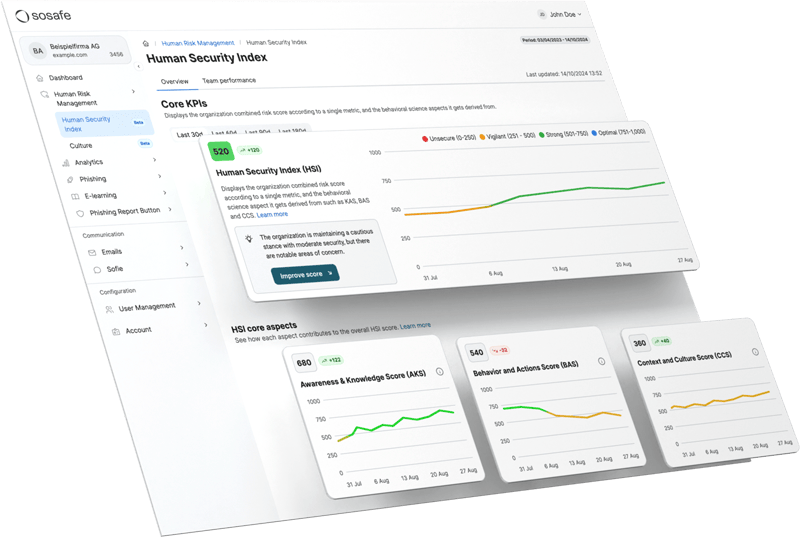 sosafe
John Doe
BA
Beispielfirma AG
example.com
3456
Human Risk Management
Human Security Index
Period: 03/04/2023 - 14/10/2024
Human Security Index
Overview
Team performance
Last updated: 14/10/2024 13:52
Dashboard
Human Risk
Management
Human Security
Index
Beta
Culture
Beta
Analytics
Phishing
E-learning
Phishing Report Button
Communication
Emails
Sofie
Configuration
User Management
Account
Core KPIs
Displays the organization combined risk score according to a single metric, and the behavioral science aspects it gets derived from.
Last 30d
Last 60d
Last 90d
Last 180d
520
+120
Human Security Index (HSI)
Displays the organization combined risk score
according to a single metric, and the behavioral
science aspect it gets derived from such as KAS, BAS
and CCS. Learn more
The organization is maintaining a cautious
stance with moderate security, but there
are notable areas of concern.
Improve score
Unsecure (0-250)
Vigilant (251 - 500)
Strong (501-750)
Optimal (751-1,000)
1000
750
500
250
0
31 Jul
6 Aug
13 Aug
20 Aug
27 Aug
HSI core aspects
See how each aspect contributes to the overall HSI score. Learn more
680
+122
Awareness & Knowledge Score (AKS)
1000
750
500
250
0
31 Jul
6 Aug
13 Aug
20 Aug
27 Aug
540
-32
Behavior and Actions Score (BAS)
1000
750
500
250
0
31 Jul
6 Aug
13 Aug
20 Aug
27 Aug
360
+40
Context and Culture Score (CCS)
1000
750
500
250
0
31 Jul
6 Aug
13 Aug
20 Aug
27 Aug